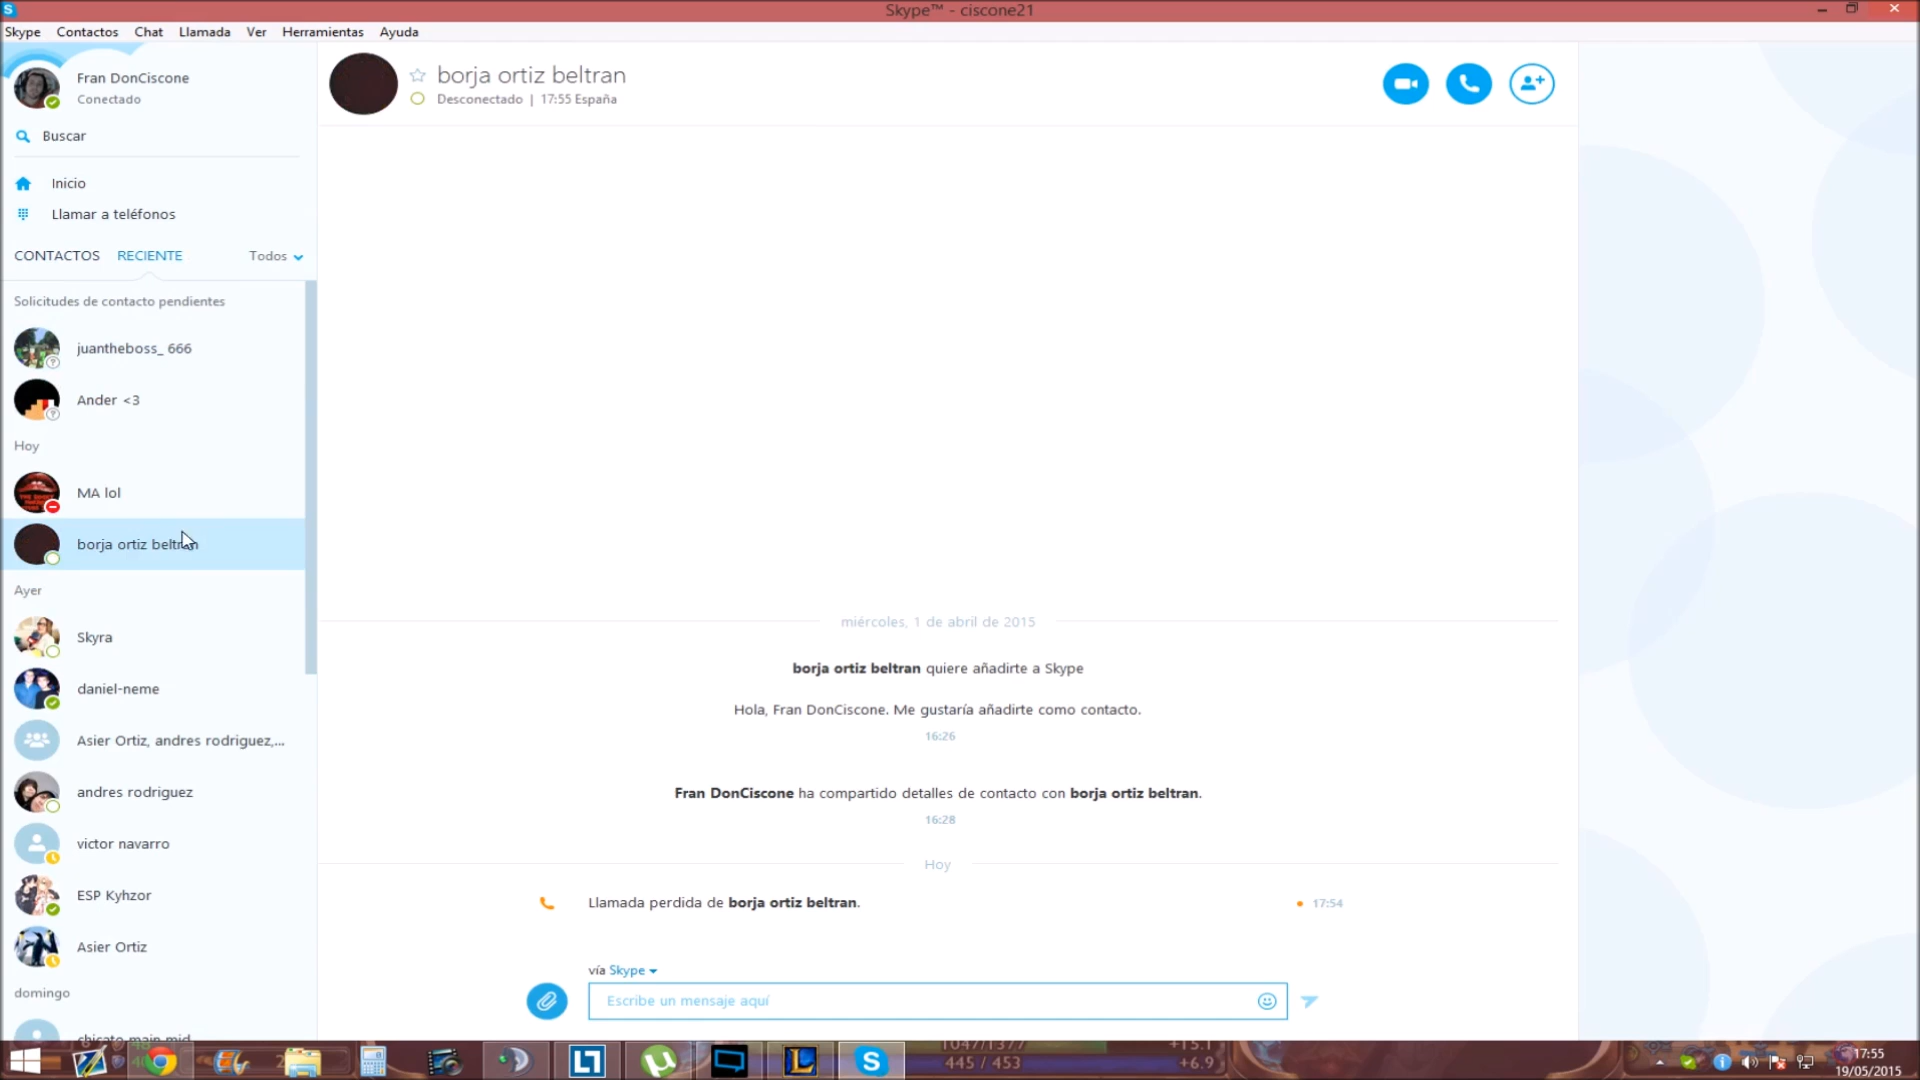 Skype™ - ciscone21
Skype Contactos Chat Llamada Ver Herramientas Ayuda
Fran DonCiscone
Conectado
Buscar
Inicio
Llamar a teléfonos
CONTACTOS RECIENTE Todos
Solicitudes de contacto pendientes
juantheboss_ 666
Ander <3
Hoy
MA lol
borja ortiz beltran
Ayer
Skyra
daniel-neme
Asier Ortiz, andres rodriguez,...
andres rodriguez
victor navarro
ESP Kyhzor
Asier Ortiz
domingo
borja ortiz beltran
Desconectado | 17:55 España
miércoles, 1 de abril de 2015
borja ortiz beltran quiere añadirte a Skype
Hola, Fran DonCiscone. Me gustaría añadirte como contacto.
16:26
Fran DonCiscone ha compartido detalles de contacto con borja ortiz beltran.
16:28
Hoy
Llamada perdida de borja ortiz beltran. 17:54
vía Skype
Escribe un mensaje aquí
1047/1377 +15.1
445 / 453 +6.9
17:55
19/05/2015